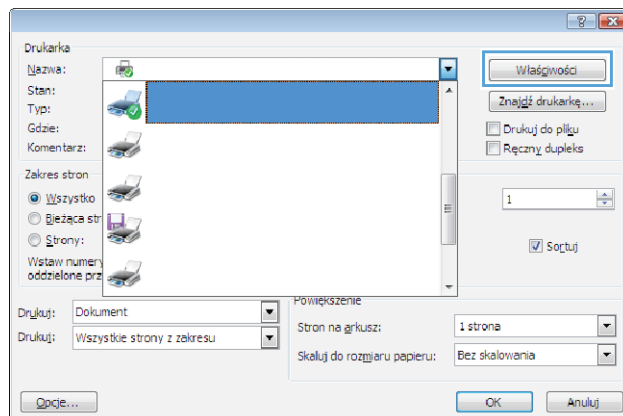 Drukarka
Nazwa:
Właściwości
Stan:
Typ:
Znajdź drukarkę...
Gdzie:
Drukuj do pliku
Komentarz:
Ręczny dupleks
Zakres stron
Wszystko
1
Bieżąca str
Strony:
Sortuj
Wstaw numery
oddzielone prz
Powiększenie
Drukuj: Dokument
Stron na arkusz: 1 strona
Drukuj: Wszystkie strony z zakresu
Skaluj do rozmiaru papieru: Bez skalowania
Opcje...
OK
Anuluj